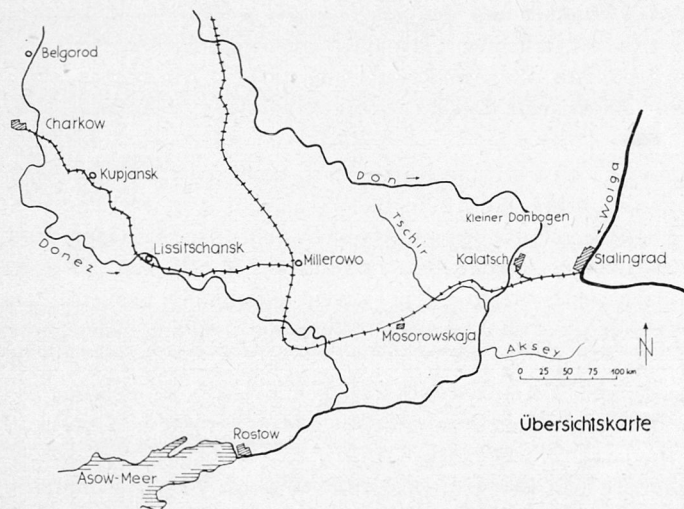 Belgorod
Charkow
Kupjansk
Don →
Wolga
Kleiner Donbogen
Tschir
Donez →
Lissitschansk
Millerowo
Kalatsch
Stalingrad
Mosorowskaja
Aksey
N
0 25 50 75 100 km
Übersichtskarte
Rostow
Asow-Meer